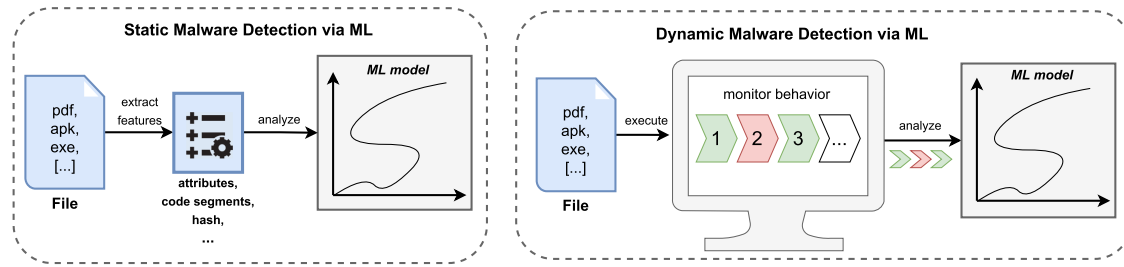 Static Malware Detection via ML
pdf,
apk,
exe,
[...]
File
extract
features
attributes,
code segments,
hash,
...
analyze
ML model
Dynamic Malware Detection via ML
pdf,
apk,
exe,
[...]
File
execute
monitor behavior
1 2 3 ...
analyze
ML model